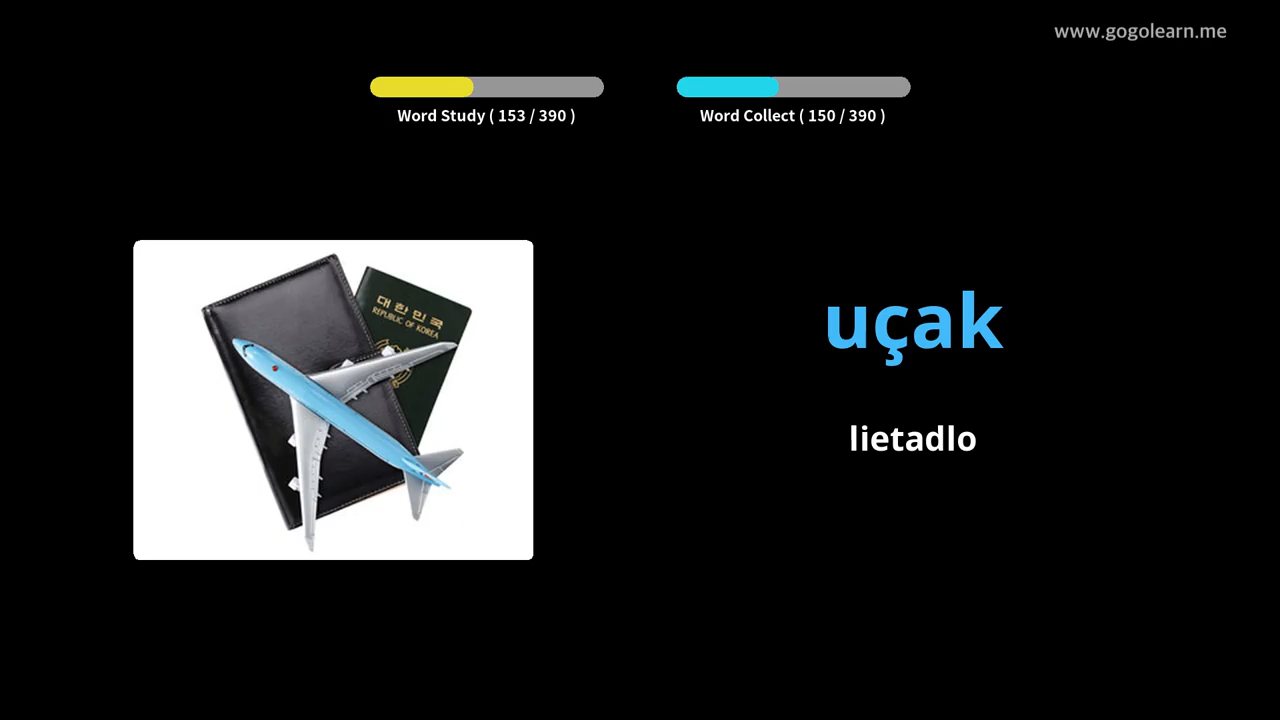 www.gogolearn.me
Word Study ( 153 / 390 )
Word Collect ( 150 / 390 )
대한민국
REPUBLIC OF KOREA
uçak
lietadlo